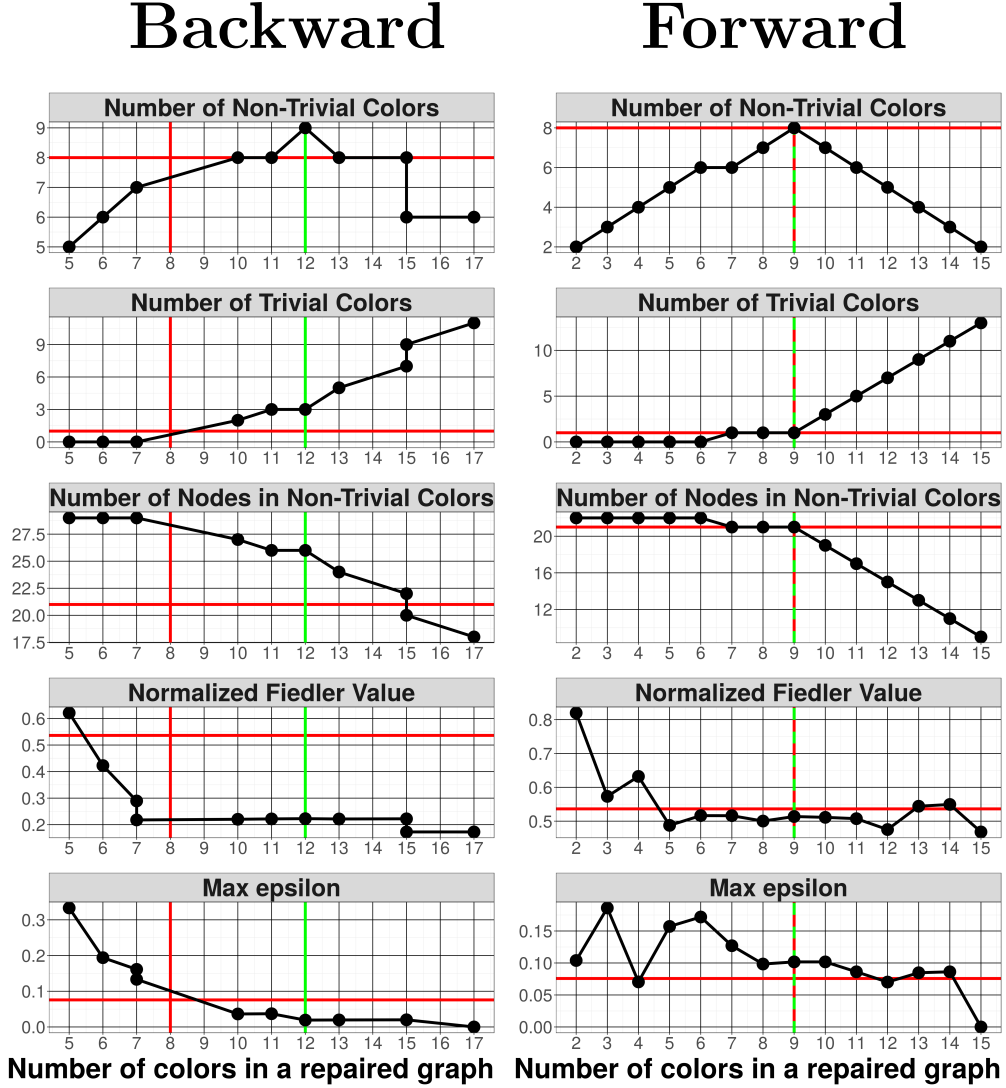 Backward Forward
Number of Non-Trivial Colors Number of Non-Trivial Colors
9
8
7
6
5
8
6
4
2
5 6 7 8 9 10 11 12 13 14 15 16 17
2 3 4 5 6 7 8 9 10 11 12 13 14 15
Number of Trivial Colors Number of Trivial Colors
9
6
3
0
10
5
0
5 6 7 8 9 10 11 12 13 14 15 16 17
2 3 4 5 6 7 8 9 10 11 12 13 14 15
Number of Nodes in Non-Trivial Colors Number of Nodes in Non-Trivial Colors
27.5
25.0
22.5
20.0
17.5
20
16
12
5 6 7 8 9 10 11 12 13 14 15 16 17
2 3 4 5 6 7 8 9 10 11 12 13 14 15
Normalized Fiedler Value Normalized Fiedler Value
0.6
0.5
0.4
0.3
0.2
0.8
0.7
0.6
0.5
5 6 7 8 9 10 11 12 13 14 15 16 17
2 3 4 5 6 7 8 9 10 11 12 13 14 15
Max epsilon Max epsilon
0.3
0.2
0.1
0.0
0.15
0.10
0.05
0.00
5 6 7 8 9 10 11 12 13 14 15 16 17
2 3 4 5 6 7 8 9 10 11 12 13 14 15
Number of colors in a repaired graph Number of colors in a repaired graph